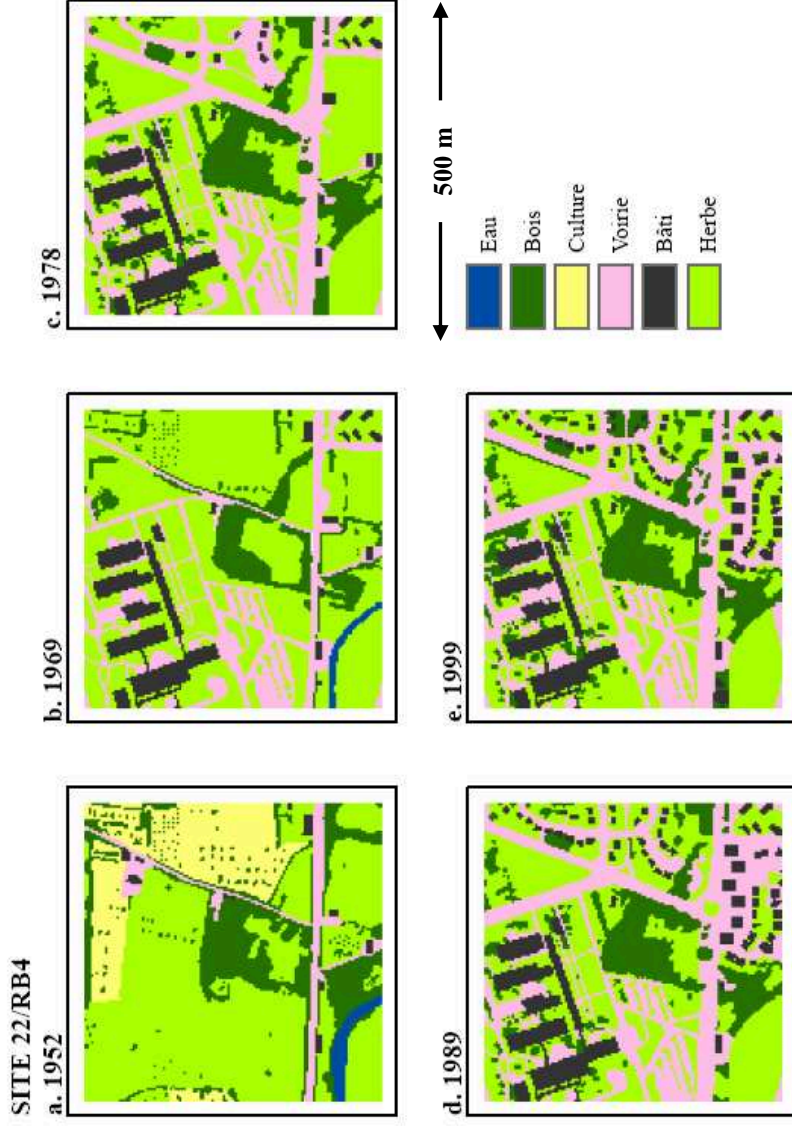 SITE 22/RB4
a. 1952
b. 1969
c. 1978
d. 1989
e. 1999
500 m
Eau
Bois
Culture
Voirie
Bâti
Herbe